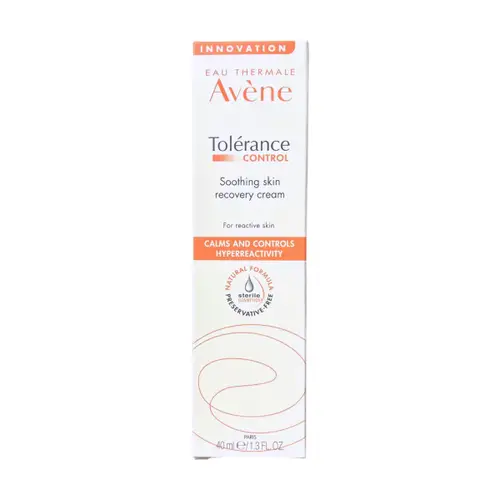 INNOVATION
EAU THERMALE
Avène
Tolérance
CONTROL
Soothing skin
recovery cream
For reactive skin
CALMS AND CONTROLS
HYPERREACTIVITY
NATURAL FORMULA
sterile
cosmetics
PRESERVATIVE-FREE
PARIS
40 ml ℮/1.3 FL. OZ.